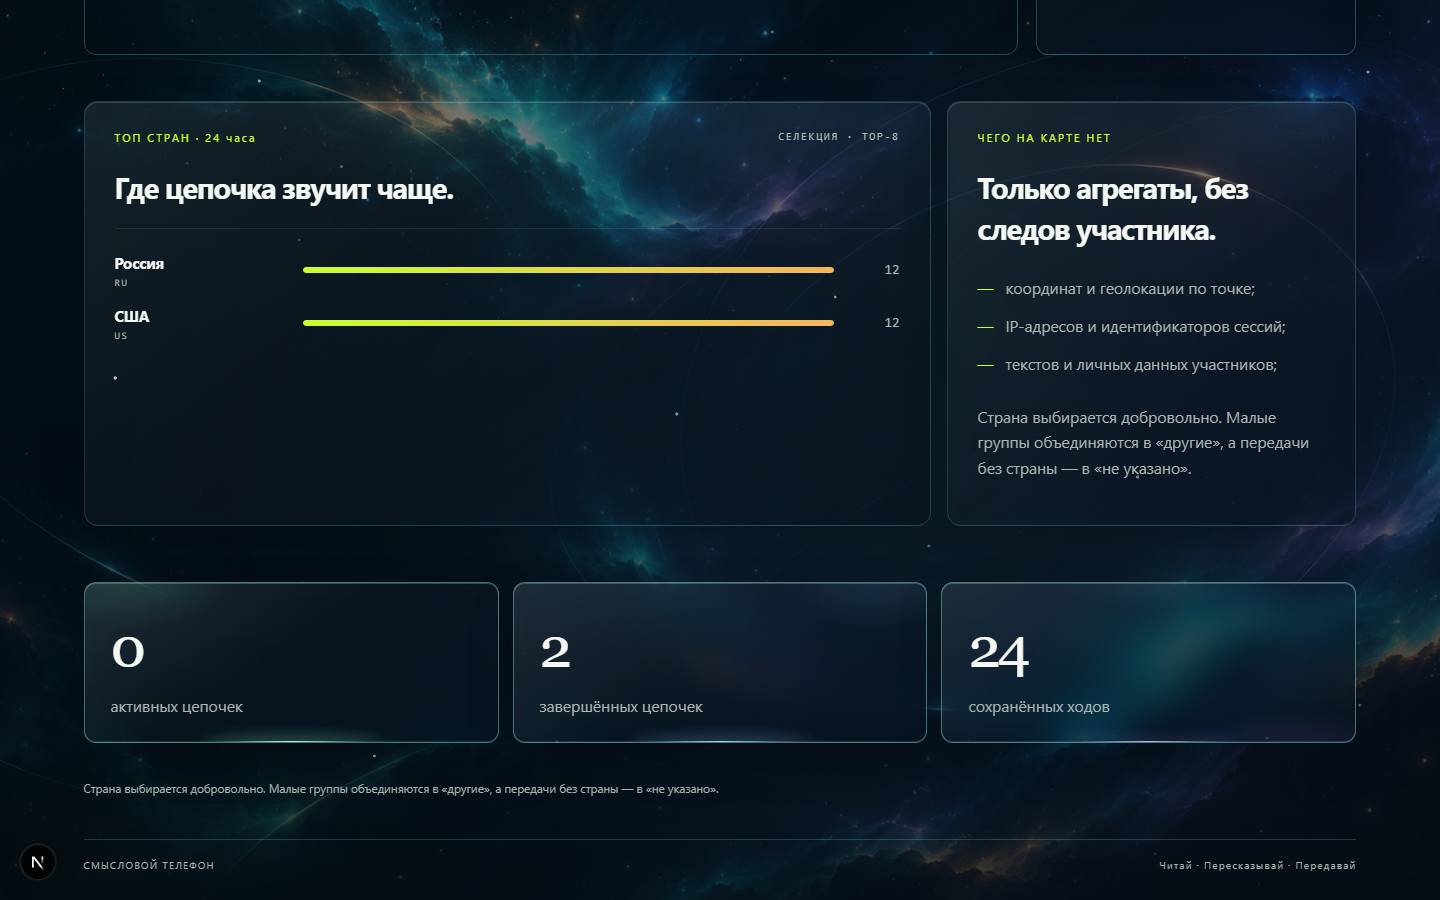 ТОП СТРАН · 24 часа
СЕЛЕКЦИЯ · TOP-8
Где цепочка звучит чаще.
Россия
RU
12
США
US
12
ЧЕГО НА КАРТЕ НЕТ
Только агрегаты, без
следов участника.
— координат и геолокации по точке;
— IP-адресов и идентификаторов сессий;
— текстов и личных данных участников;
Страна выбирается добровольно. Малые
группы объединяются в «другие», а передачи
без страны — в «не указано».
0
активных цепочек
2
завершённых цепочек
24
сохранённых ходов
Страна выбирается добровольно. Малые группы объединяются в «другие», а передачи без страны — в «не указано».
N
СМЫСЛОВОЙ ТЕЛЕФОН
Читай · Пересказывай · Передавай